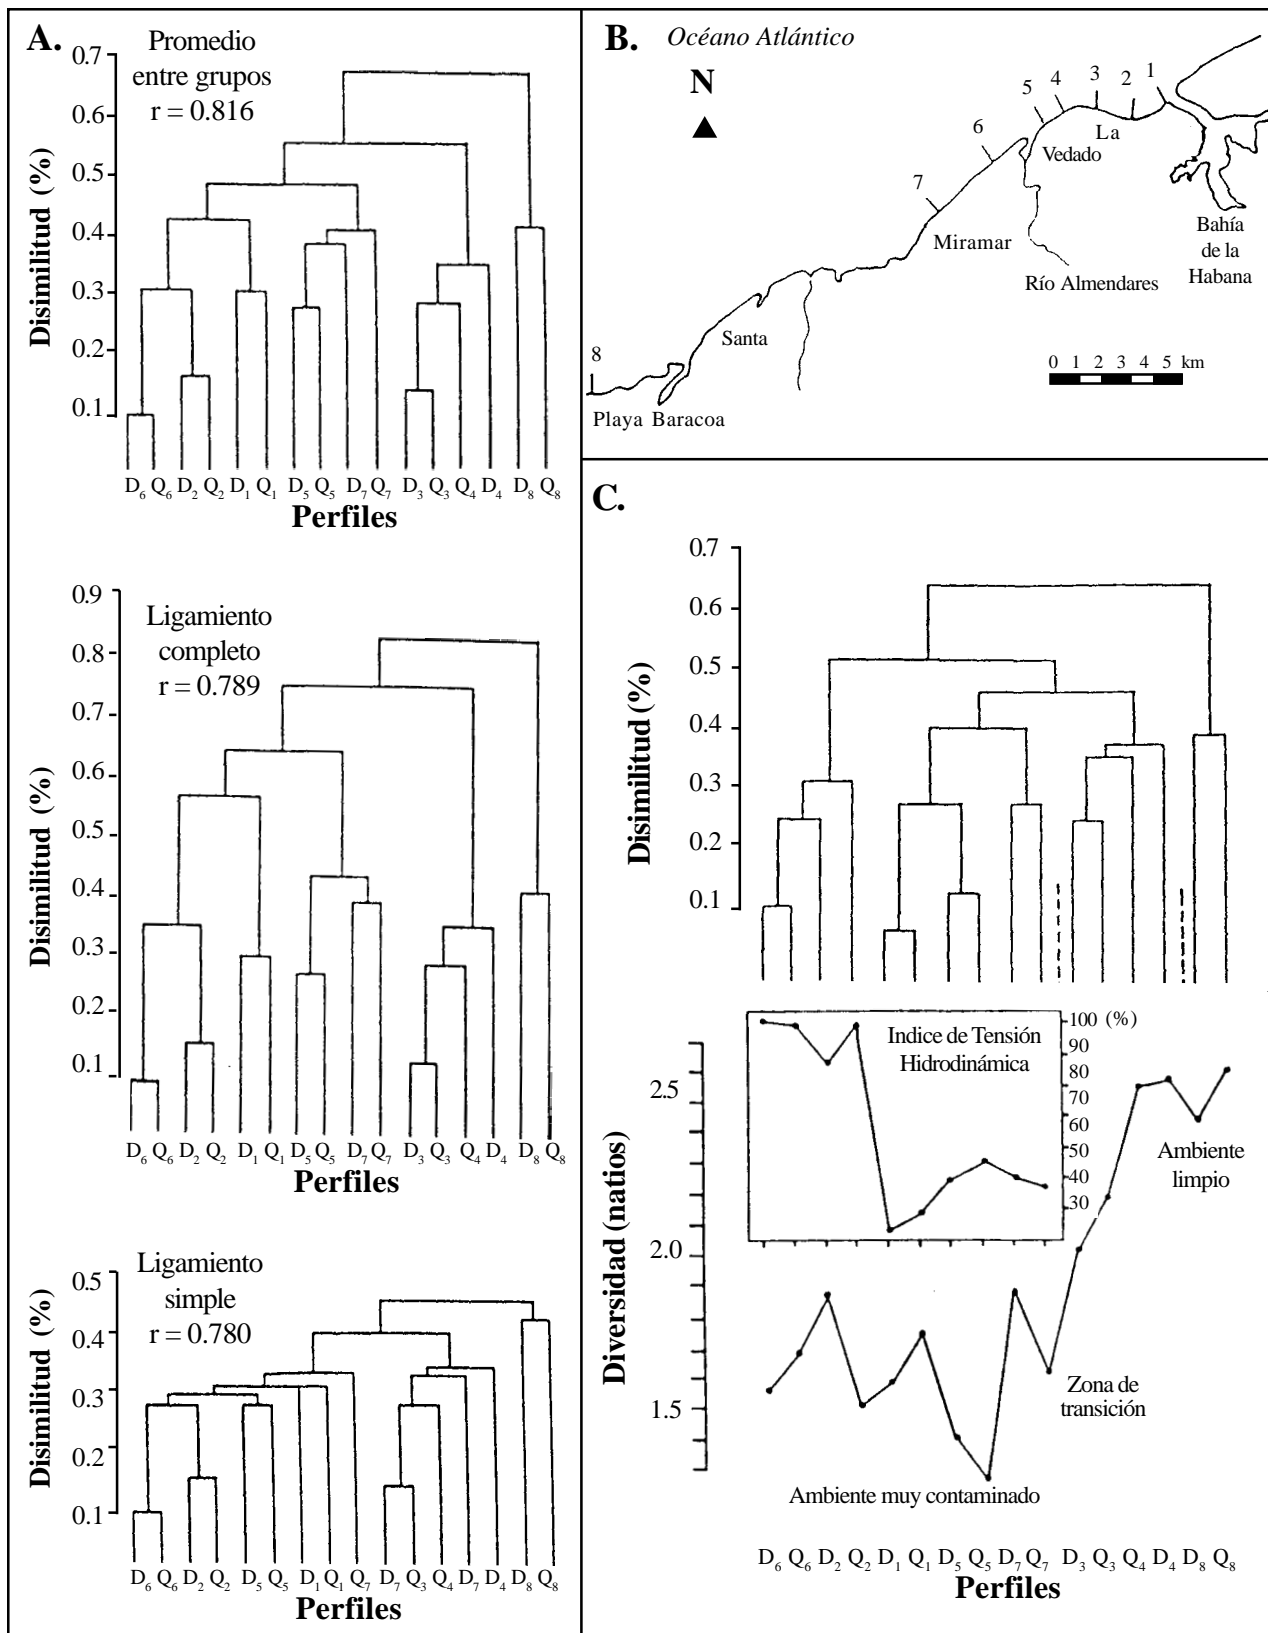 A.
Promedio
entre grupos
r = 0.816
Disimilitud (%)
0.7
0.6
0.5
0.4
0.3
0.2
0.1
D6 Q6 D2 Q2 D1 Q1 D5 Q5 D7 Q7 D3 Q3 Q4 D4 D8 Q8
Perfiles
Ligamiento
completo
r = 0.789
Disimilitud (%)
0.9
0.8
0.7
0.6
0.5
0.4
0.3
0.2
0.1
D6 Q6 D2 Q2 D1 Q1 D5 Q5 D7 Q7 D3 Q3 Q4 D4 D8 Q8
Perfiles
Ligamiento
simple
r = 0.780
Disimilitud (%)
0.5
0.4
0.3
0.2
0.1
D6 Q6 D2 Q2 D5 Q5 D1 Q1 Q7 D7 Q3 Q4 D7 D4 D8 Q8
Perfiles
B.
Océano Atlántico
N
1
2
3
4
5
6
7
8
La
Vedado
Miramar
Bahía
de la
Habana
Río Almendares
Santa
Playa Baracoa
0 1 2 3 4 5 km
C.
Disimilitud (%)
0.7
0.6
0.5
0.4
0.3
0.2
0.1
Indice de Tensión
Hidrodinámica
100 (%)
90
80
70
60
50
40
30
Diversidad (natios)
2.5
2.0
1.5
Ambiente
limpio
Zona de
transición
Ambiente muy contaminado
D6 Q6 D2 Q2 D1 Q1 D5 Q5 D7 Q7 D3 Q3 Q4 D4 D8 Q8
Perfiles